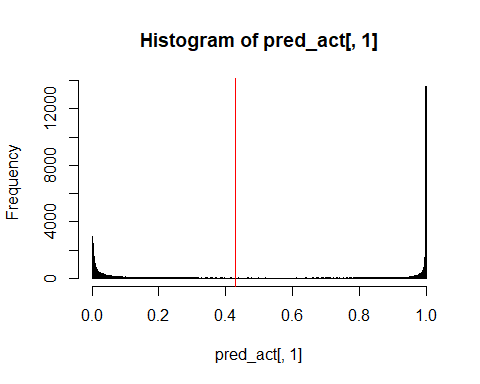 Histogram of pred_act[, 1]
Frequency
12000
8000
4000
0
0.0 0.2 0.4 0.6 0.8 1.0
pred_act[, 1]